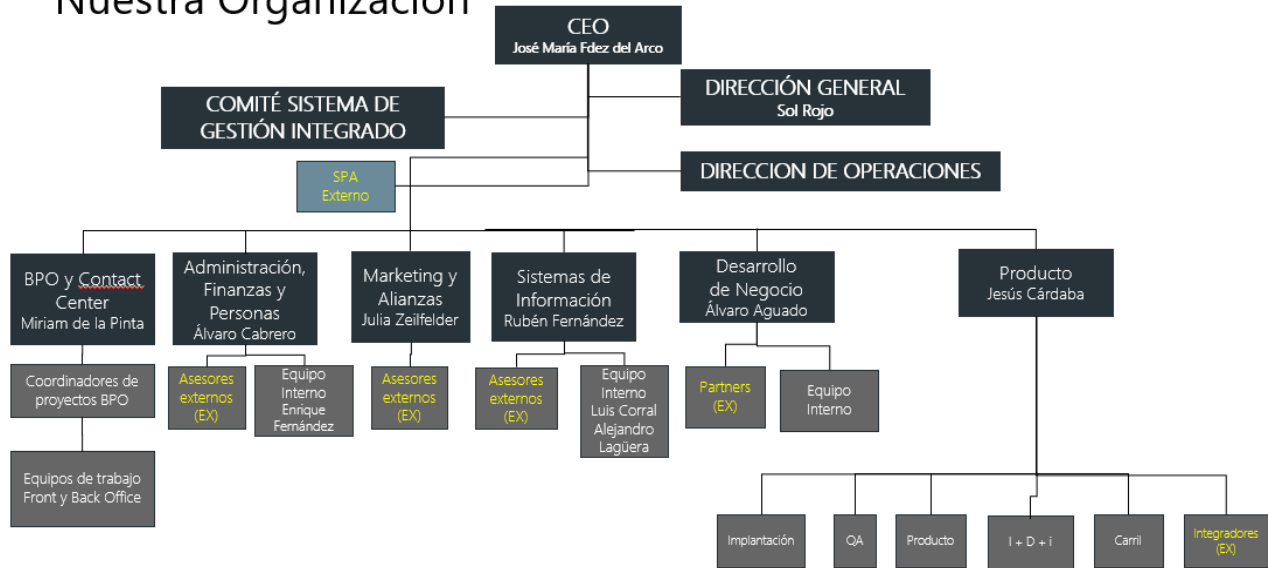 Nuestra Organización
CEO
José María Fdez del Arco
DIRECCIÓN GENERAL
Sol Rojo
COMITÉ SISTEMA DE
GESTIÓN INTEGRADO
DIRECCION DE OPERACIONES
SPA
Externo
BPO y Contact
Center
Miriam de la Pinta
Administración,
Finanzas y
Personas
Álvaro Cabrero
Marketing y
Alianzas
Julia Zeilfelder
Sistemas de
Información
Rubén Fernández
Desarrollo
de Negocio
Álvaro Aguado
Producto
Jesús Cárdaba
Coordinadores de
proyectos BPO
Asesores
externos
(EX)
Equipo
Interno
Enrique
Fernández
Asesores
externos
(EX)
Asesores
externos
(EX)
Equipo
Interno
Luis Corral
Alejandro
Lagüera
Partners
(EX)
Equipo
Interno
Equipos de trabajo
Front y Back Office
Implantación
QA
Producto
I + D + i
Carril
Integradores
(EX)